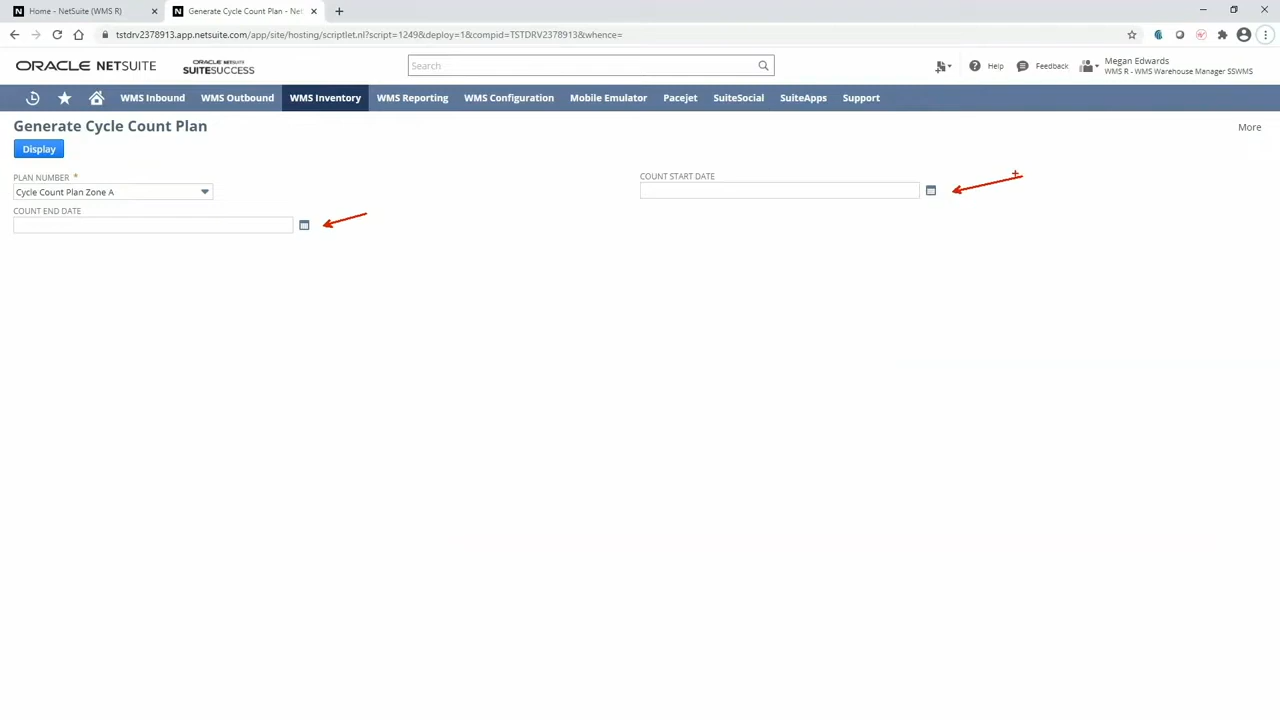 Home - NetSuite (WMS R)
Generate Cycle Count Plan - Net
tstdrv2378913.app.netsuite.com/app/site/hosting/scriptlet.nl?script=1249&deploy=1&compid=TSTDRV2378913&whence=
ORACLE NETSUITE
ORACLE NETSUITE
SUITESUCCESS
Search
Help
Feedback
Megan Edwards
WMS R - WMS Warehouse Manager SSWMS
WMS Inbound
WMS Outbound
WMS Inventory
WMS Reporting
WMS Configuration
Mobile Emulator
Pacejet
SuiteSocial
SuiteApps
Support
Generate Cycle Count Plan
More
Display
PLAN NUMBER *
Cycle Count Plan Zone A
COUNT START DATE
COUNT END DATE